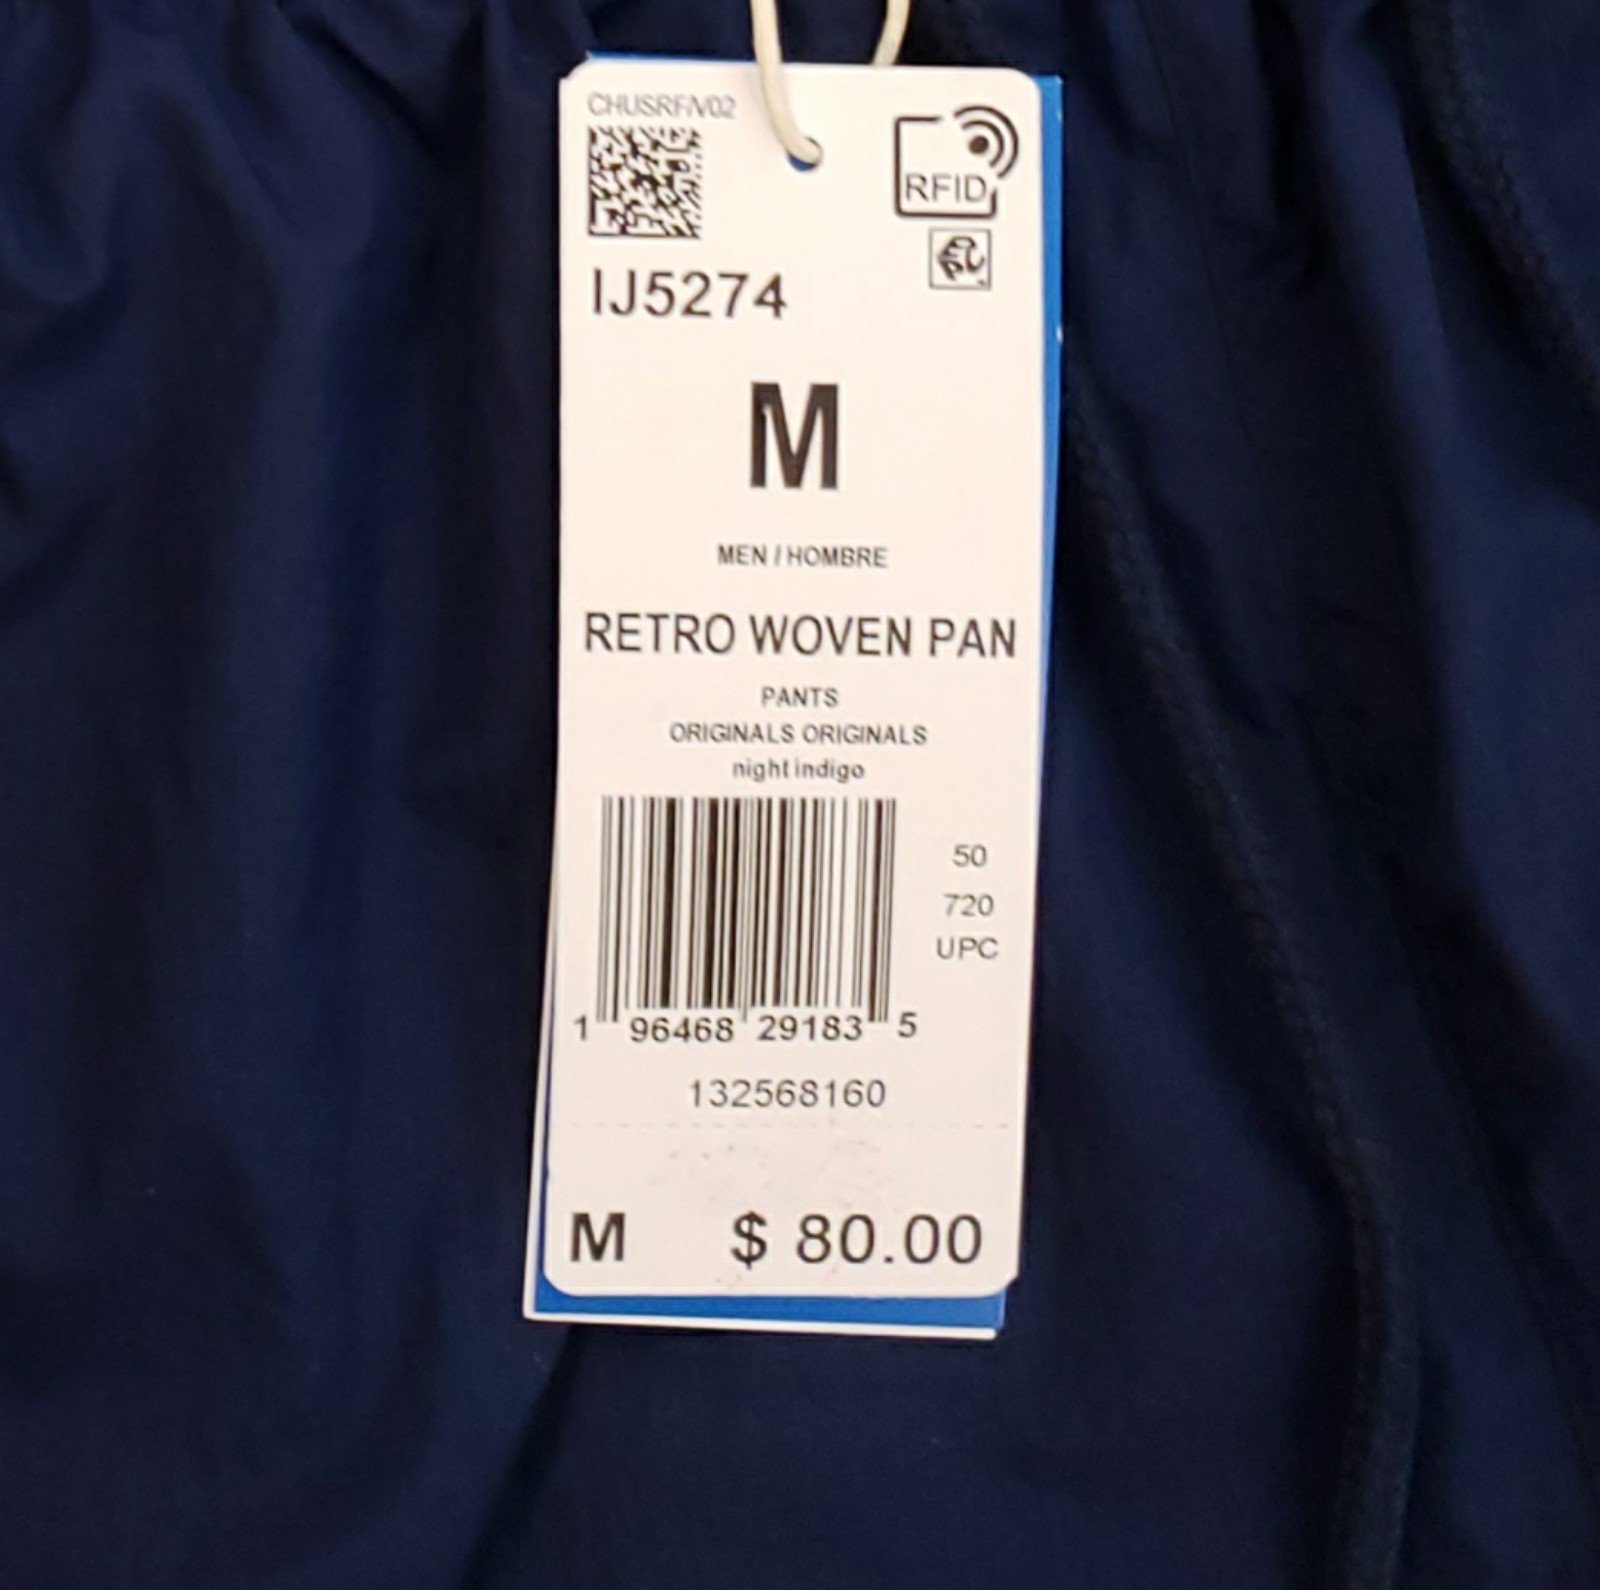 CHUSRF/V02
RFID
IJ5274
M
MEN / HOMBRE
RETRO WOVEN PAN
PANTS
ORIGINALS ORIGINALS
night indigo
50
720
UPC
1 96468 29183 5
132568160
M $ 80.00